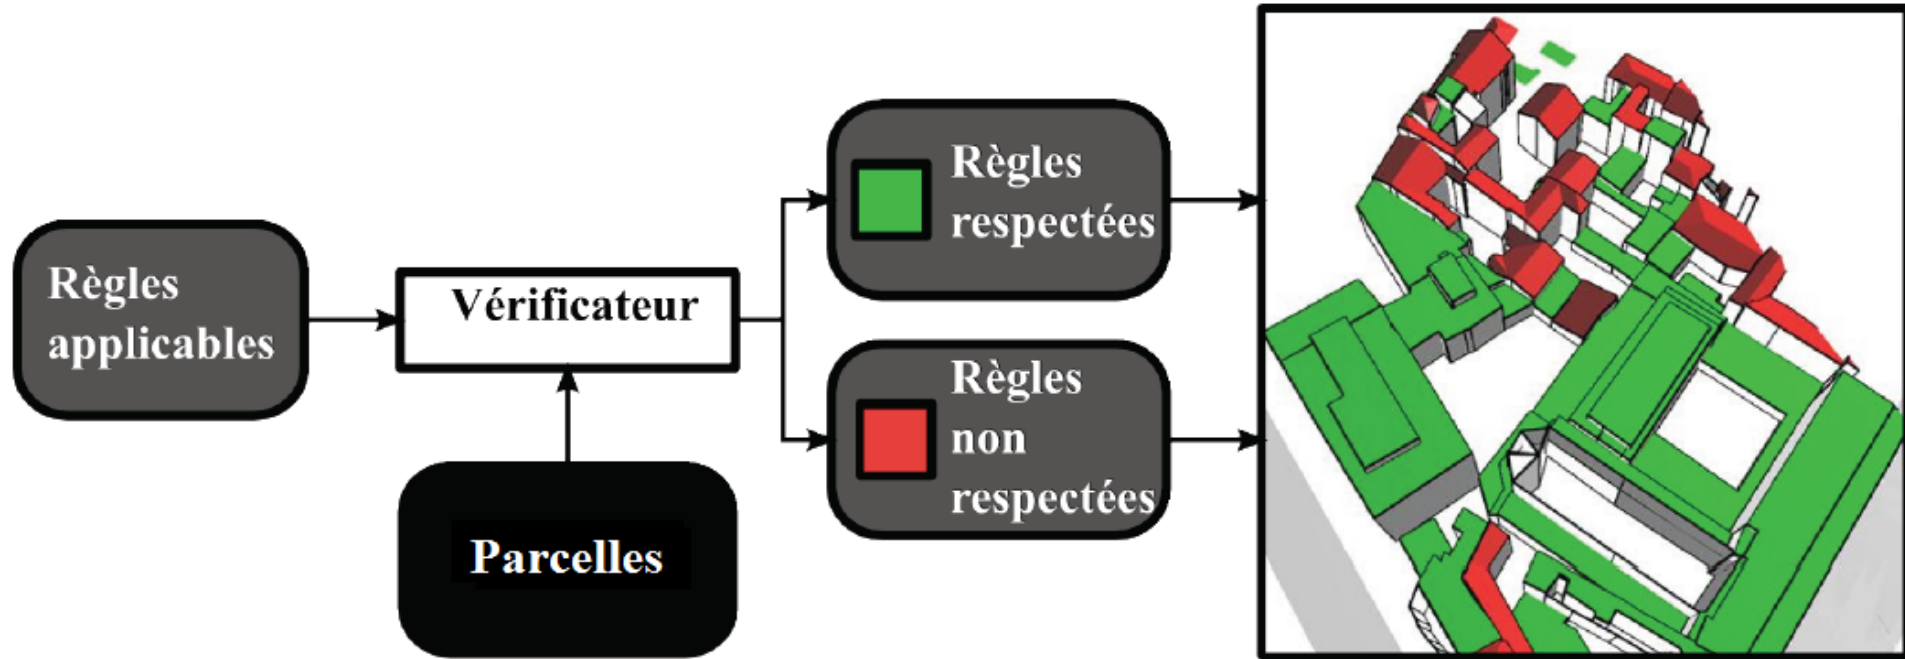 Règles
applicables
Vérificateur
Parcelles
Règles
respectées
Règles
non
respectées